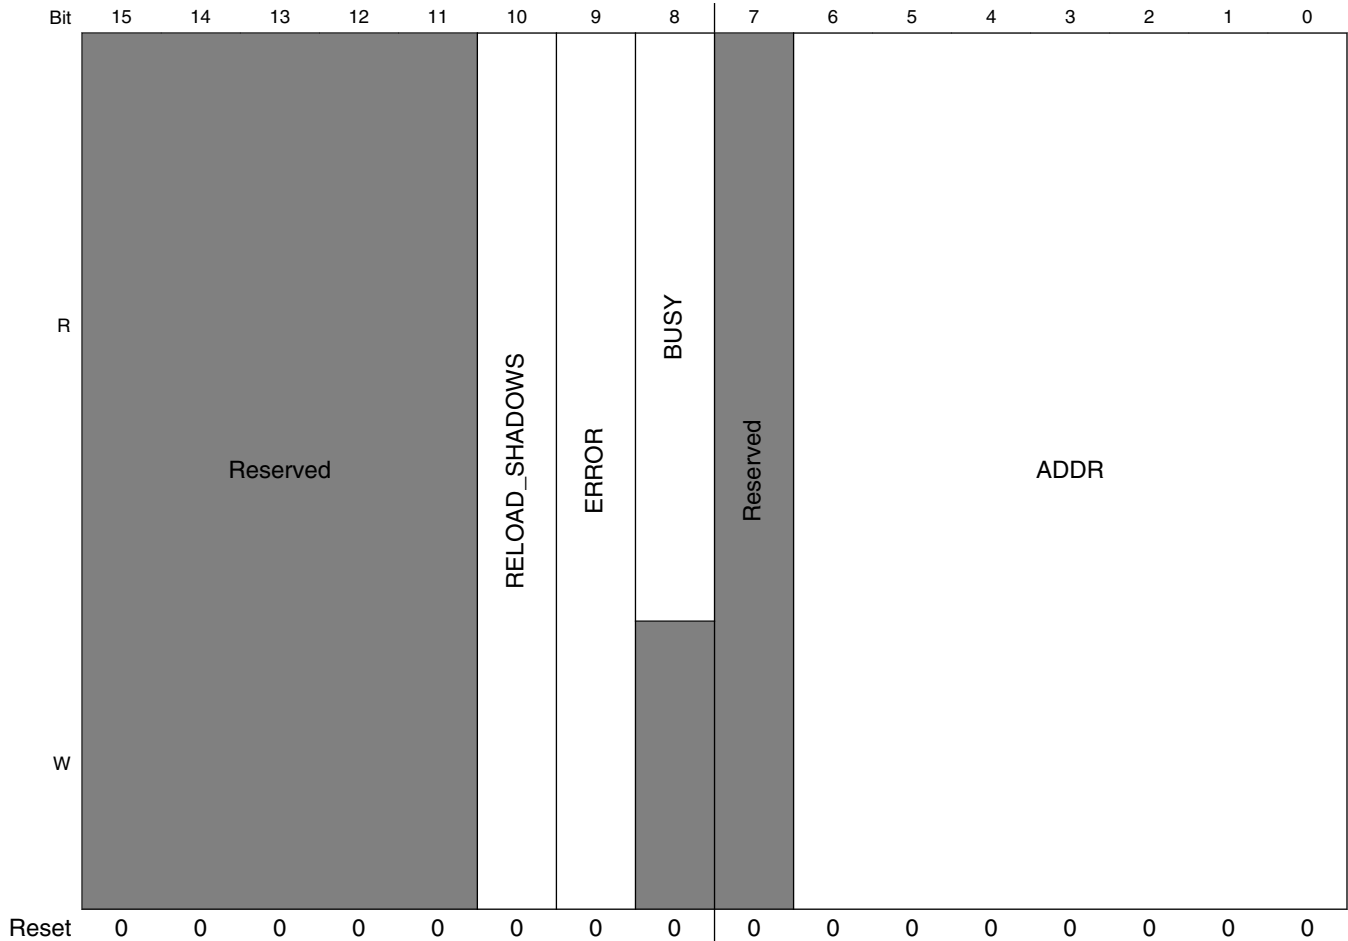 Bit 15 14 13 12 11 10 9 8 7 6 5 4 3 2 1 0
R
Reserved
RELOAD_SHADOWS
ERROR
BUSY
Reserved
ADDR
W
Reset 0 0 0 0 0 0 0 0 0 0 0 0 0 0 0 0